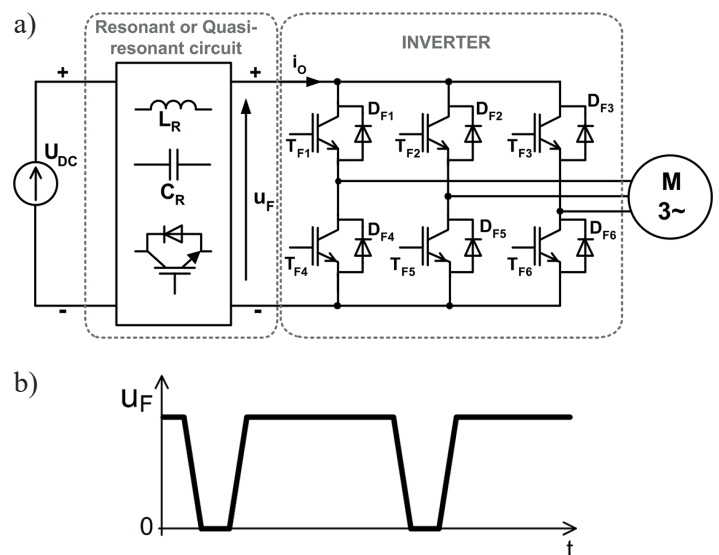 a)
Resonant or Quasi-
resonant circuit
INVERTER
+
+
i_O
L_R
C_R
U_DC
u_F
-
-
D_F1
D_F2
D_F3
T_F1
T_F2
T_F3
M
3~
D_F4
D_F5
D_F6
T_F4
T_F5
T_F6
b)
u_F
0
t